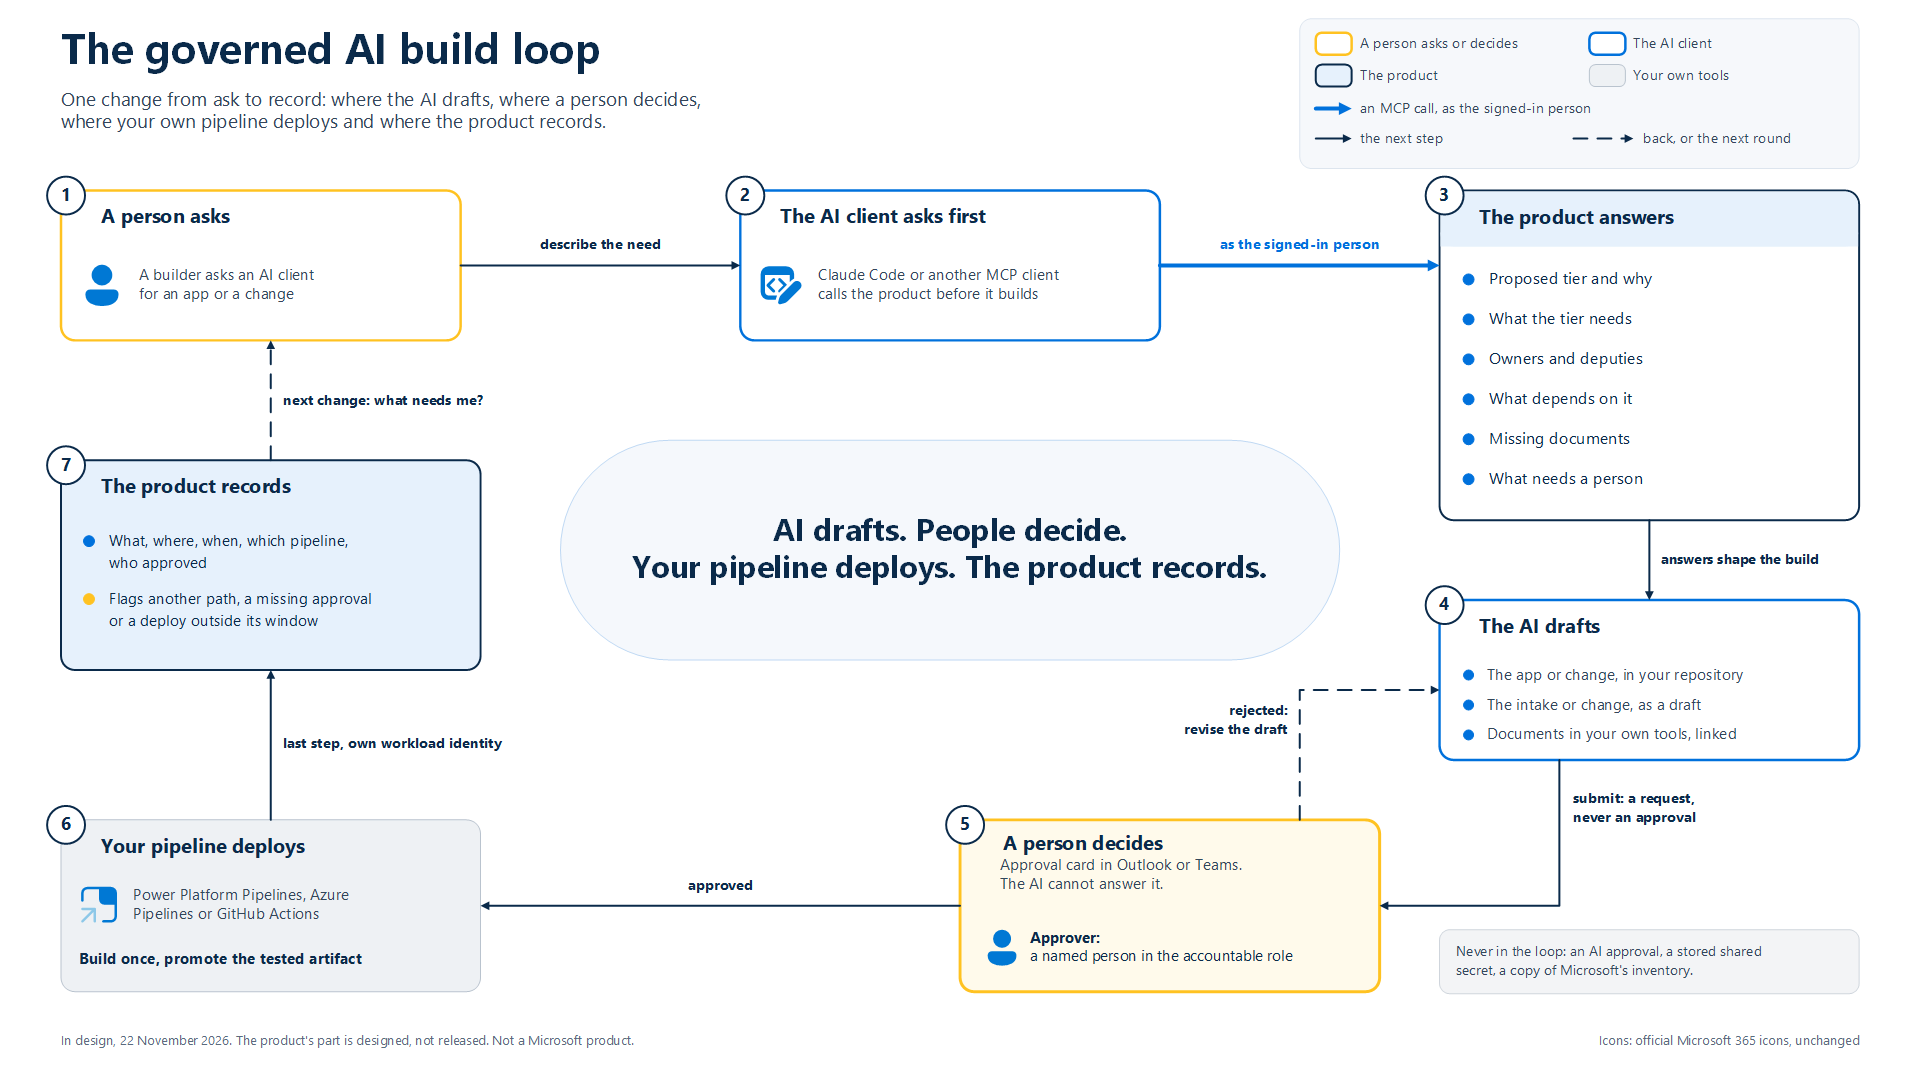 The governed AI build loop
One change from ask to record: where the AI drafts, where a person decides,
where your own pipeline deploys and where the product records.
A person asks or decides
The AI client
The product
Your own tools
an MCP call, as the signed-in person
the next step
back, or the next round
1
A person asks
A builder asks an AI client
for an app or a change
describe the need
2
The AI client asks first
Claude Code or another MCP client
calls the product before it builds
as the signed-in person
3
The product answers
Proposed tier and why
What the tier needs
Owners and deputies
What depends on it
Missing documents
What needs a person
answers shape the build
4
The AI drafts
The app or change, in your repository
The intake or change, as a draft
Documents in your own tools, linked
submit: a request,
never an approval
rejected:
revise the draft
5
A person decides
Approval card in Outlook or Teams.
The AI cannot answer it.
Approver:
a named person in the accountable role
approved
6
Your pipeline deploys
Power Platform Pipelines, Azure
Pipelines or GitHub Actions
Build once, promote the tested artifact
last step, own workload identity
7
The product records
What, where, when, which pipeline,
who approved
Flags another path, a missing approval
or a deploy outside its window
next change: what needs me?
AI drafts. People decide.
Your pipeline deploys. The product records.
Never in the loop: an AI approval, a stored shared
secret, a copy of Microsoft's inventory.
In design, 22 November 2026. The product's part is designed, not released. Not a Microsoft product.
Icons: official Microsoft 365 icons, unchanged